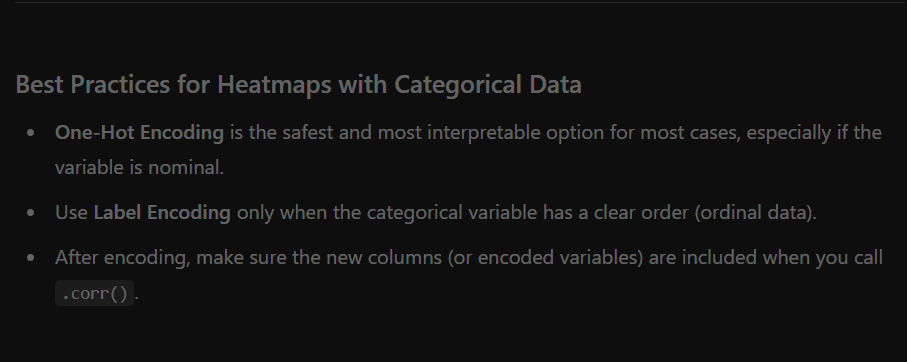 Best Practices for Heatmaps with Categorical Data
• One-Hot Encoding is the safest and most interpretable option for most cases, especially if the
variable is nominal.
• Use Label Encoding only when the categorical variable has a clear order (ordinal data).
• After encoding, make sure the new columns (or encoded variables) are included when you call
.corr().